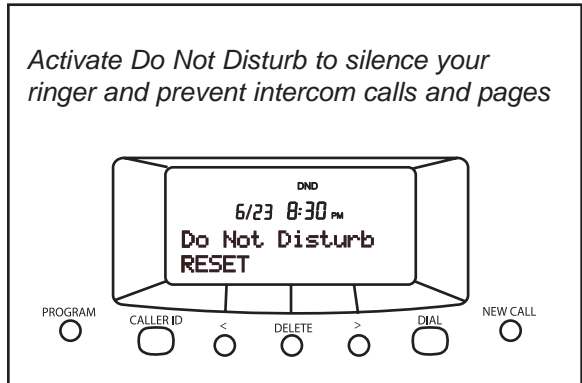 Activate Do Not Disturb to silence your
ringer and prevent intercom calls and pages
DND
6/23 8:30 PM
Do Not Disturb
RESET
PROGRAM CALLER ID < DELETE > DIAL NEW CALL